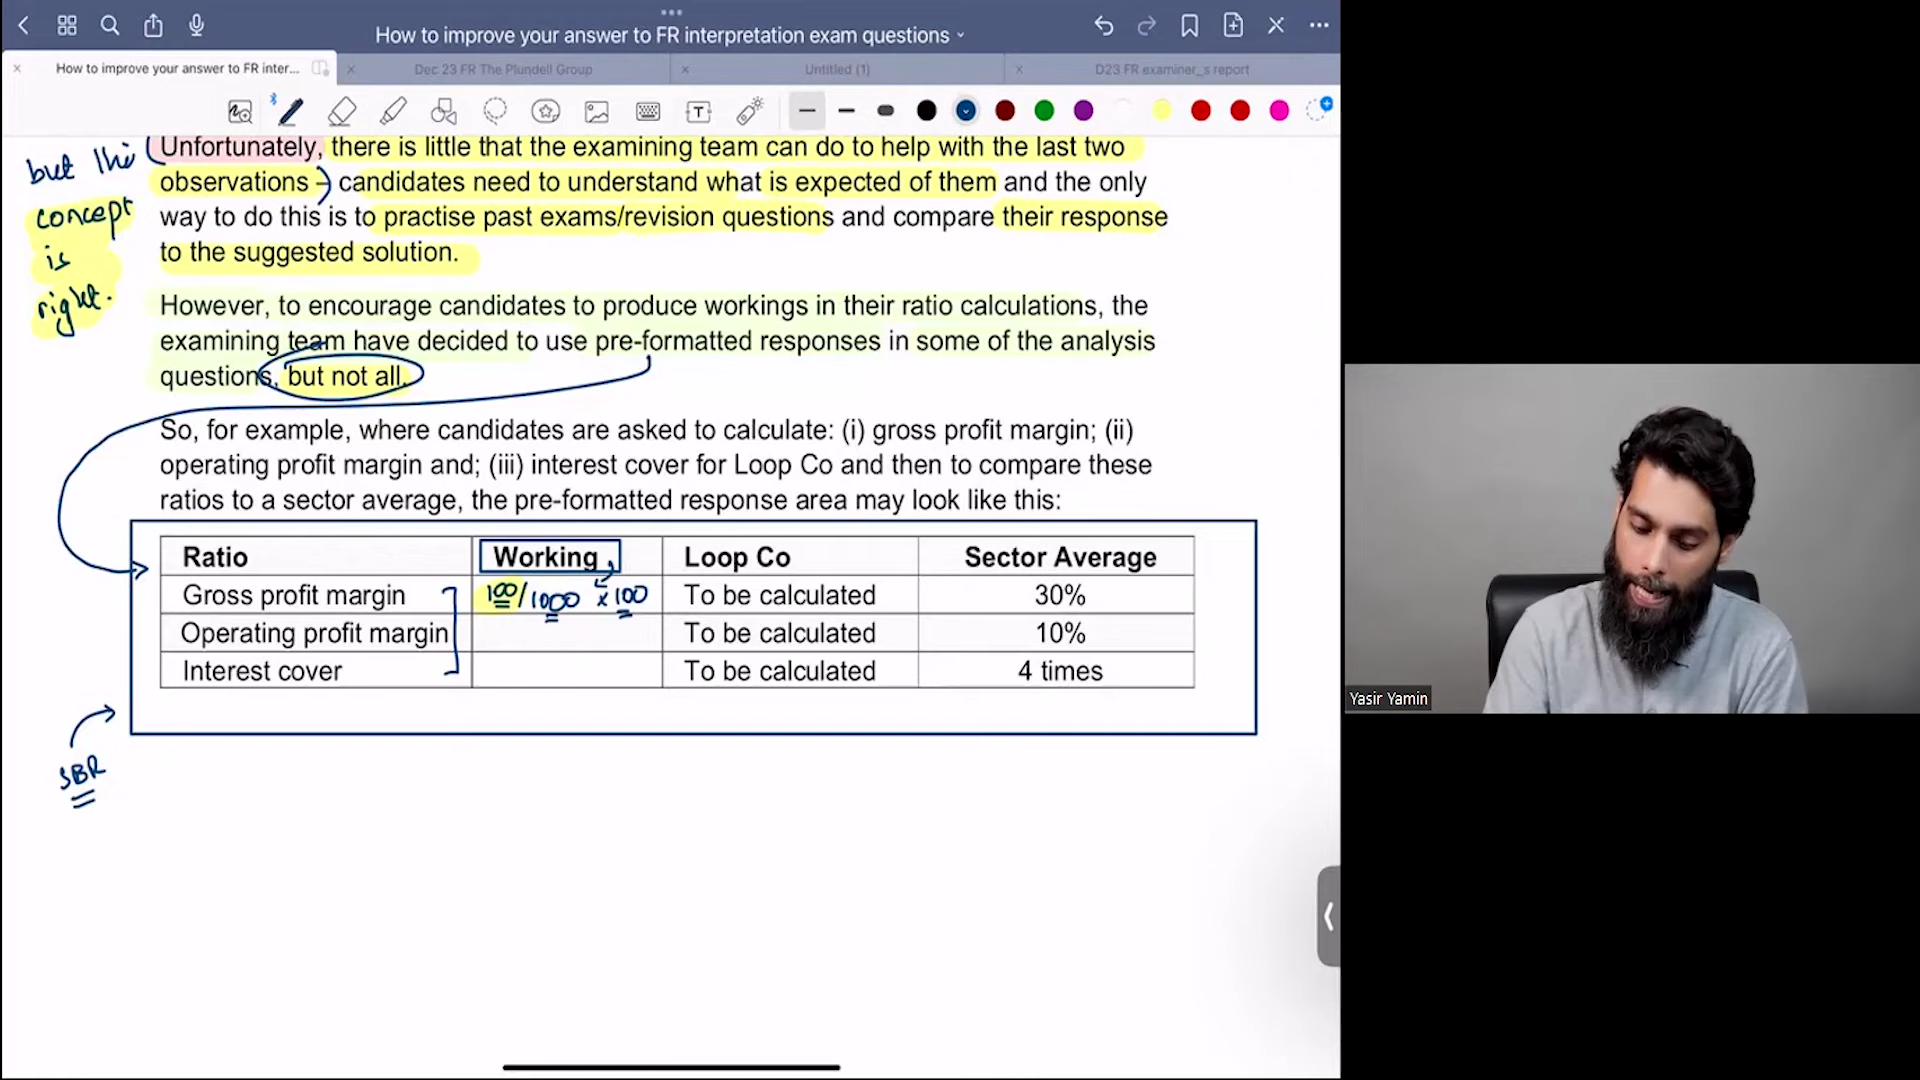 How to improve your answer to FR interpretation exam questions
How to improve your answer to FR inter...
Dec 23 FR The Plundell Group
Untitled (1)
D23 FR examiner_s report
but this
concept
is
right.
Unfortunately, there is little that the examining team can do to help with the last two
observations – candidates need to understand what is expected of them and the only
way to do this is to practise past exams/revision questions and compare their response
to the suggested solution.
However, to encourage candidates to produce workings in their ratio calculations, the
examining team have decided to use pre-formatted responses in some of the analysis
questions, but not all.
So, for example, where candidates are asked to calculate: (i) gross profit margin; (ii)
operating profit margin and; (iii) interest cover for Loop Co and then to compare these
ratios to a sector average, the pre-formatted response area may look like this:
Ratio Working Loop Co Sector Average
Gross profit margin 100/1000 x 100 To be calculated 30%
Operating profit margin To be calculated 10%
Interest cover To be calculated 4 times
SBR
Yasir Yamin